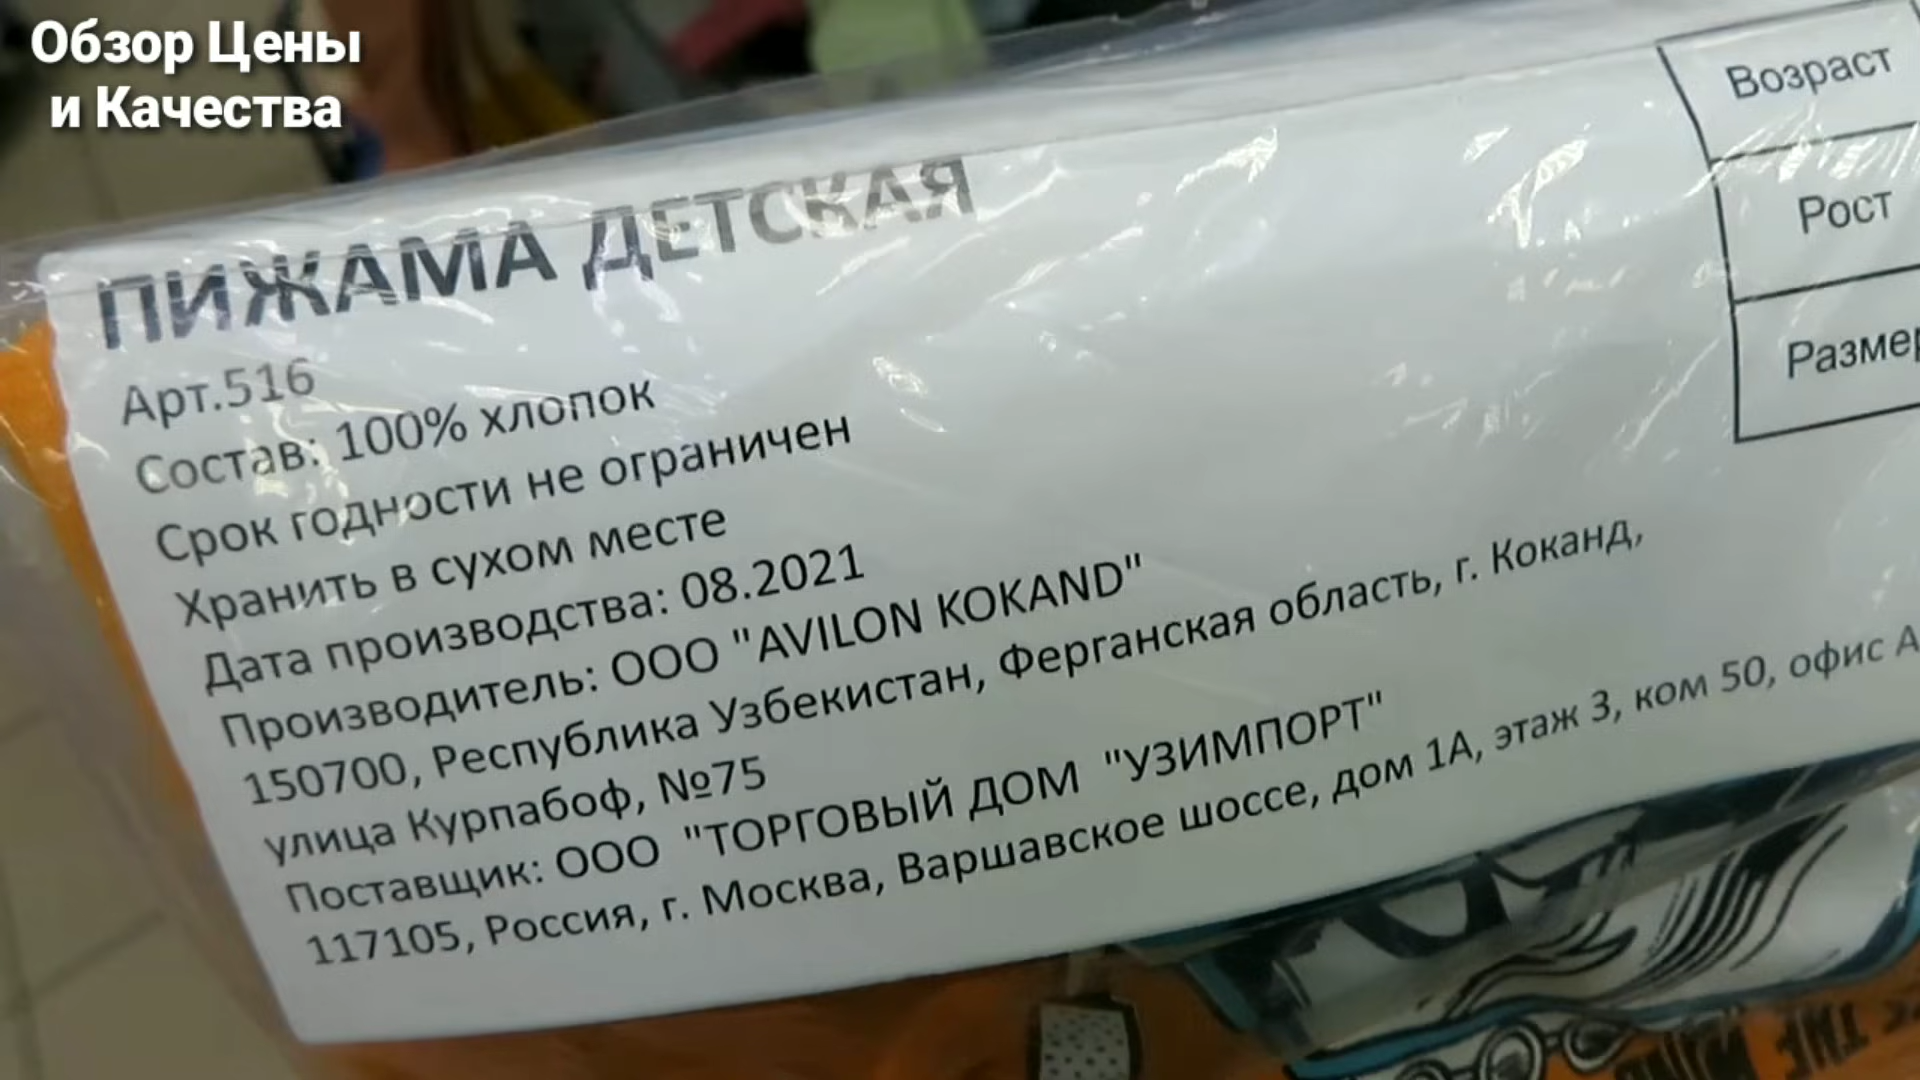 Обзор Цены
и Качества
ПИЖАМА ДЕТСКАЯ
Арт.516
Состав: 100% хлопок
Срок годности не ограничен
Хранить в сухом месте
Дата производства: 08.2021
Производитель: ООО "AVILON KOKAND"
150700, Республика Узбекистан, Ферганская область, г. Коканд,
улица Курпабоф, №75
Поставщик: ООО "ТОРГОВЫЙ ДОМ "УЗИМПОРТ"
117105, Россия, г. Москва, Варшавское шоссе, дом 1А, этаж 3, ком 50, офис А
Возраст
Рост
Размер
THE